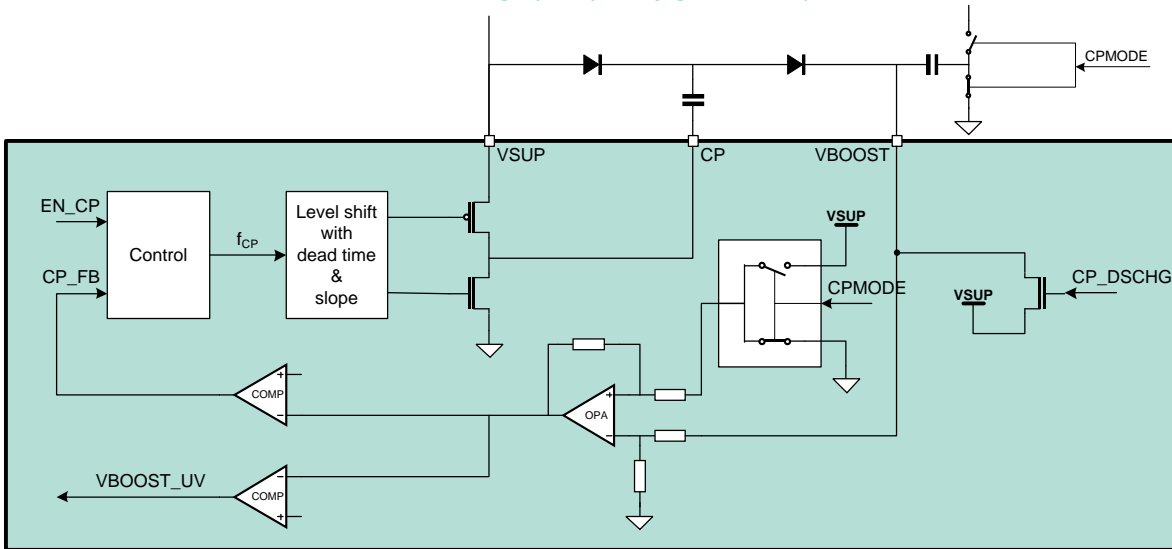 CPMODE
VSUP
CP
VBOOST
EN_CP
CP_FB
Control
fCP
Level shift
with
dead time
&
slope
VSUP
CPMODE
VSUP
CP_DSCHG
+
COMP
−
+
OPA
−
VBOOST_UV
−
COMP
+